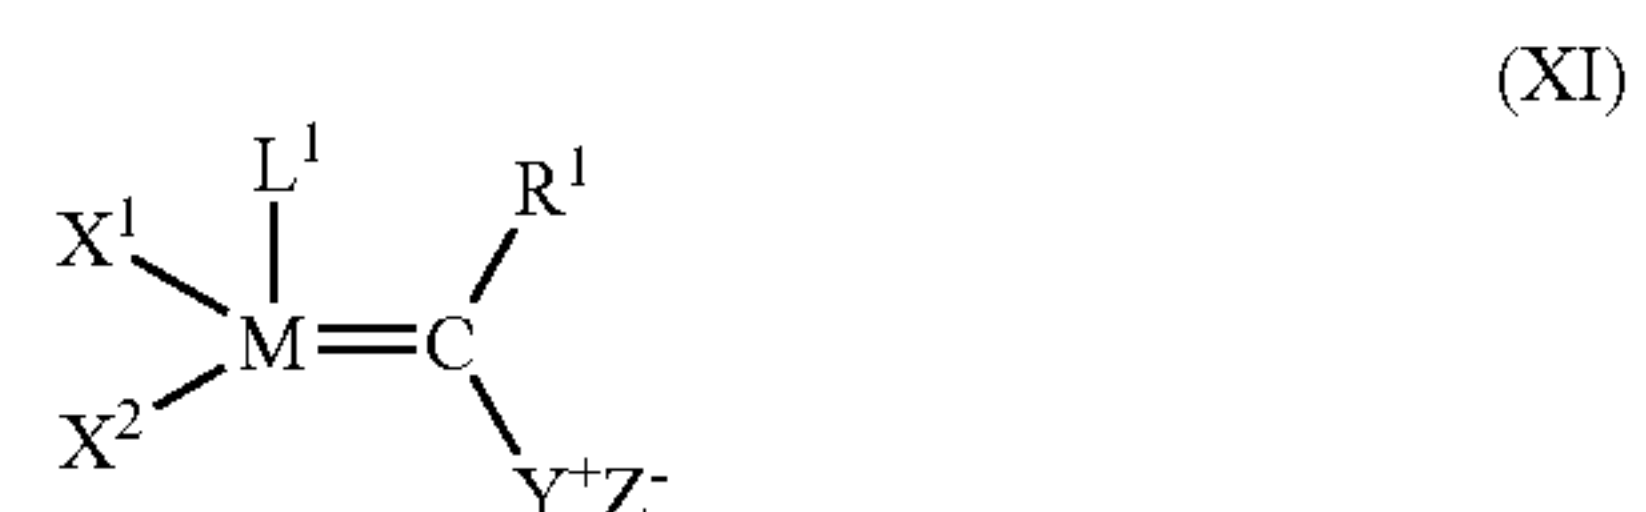 (XI)
L¹
R¹
X¹
M=C
X²
Y⁺Z⁻